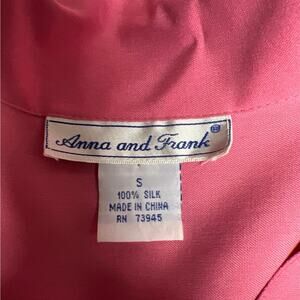 Anna and Frank®
S
100% SILK
MADE IN CHINA
RN 73945